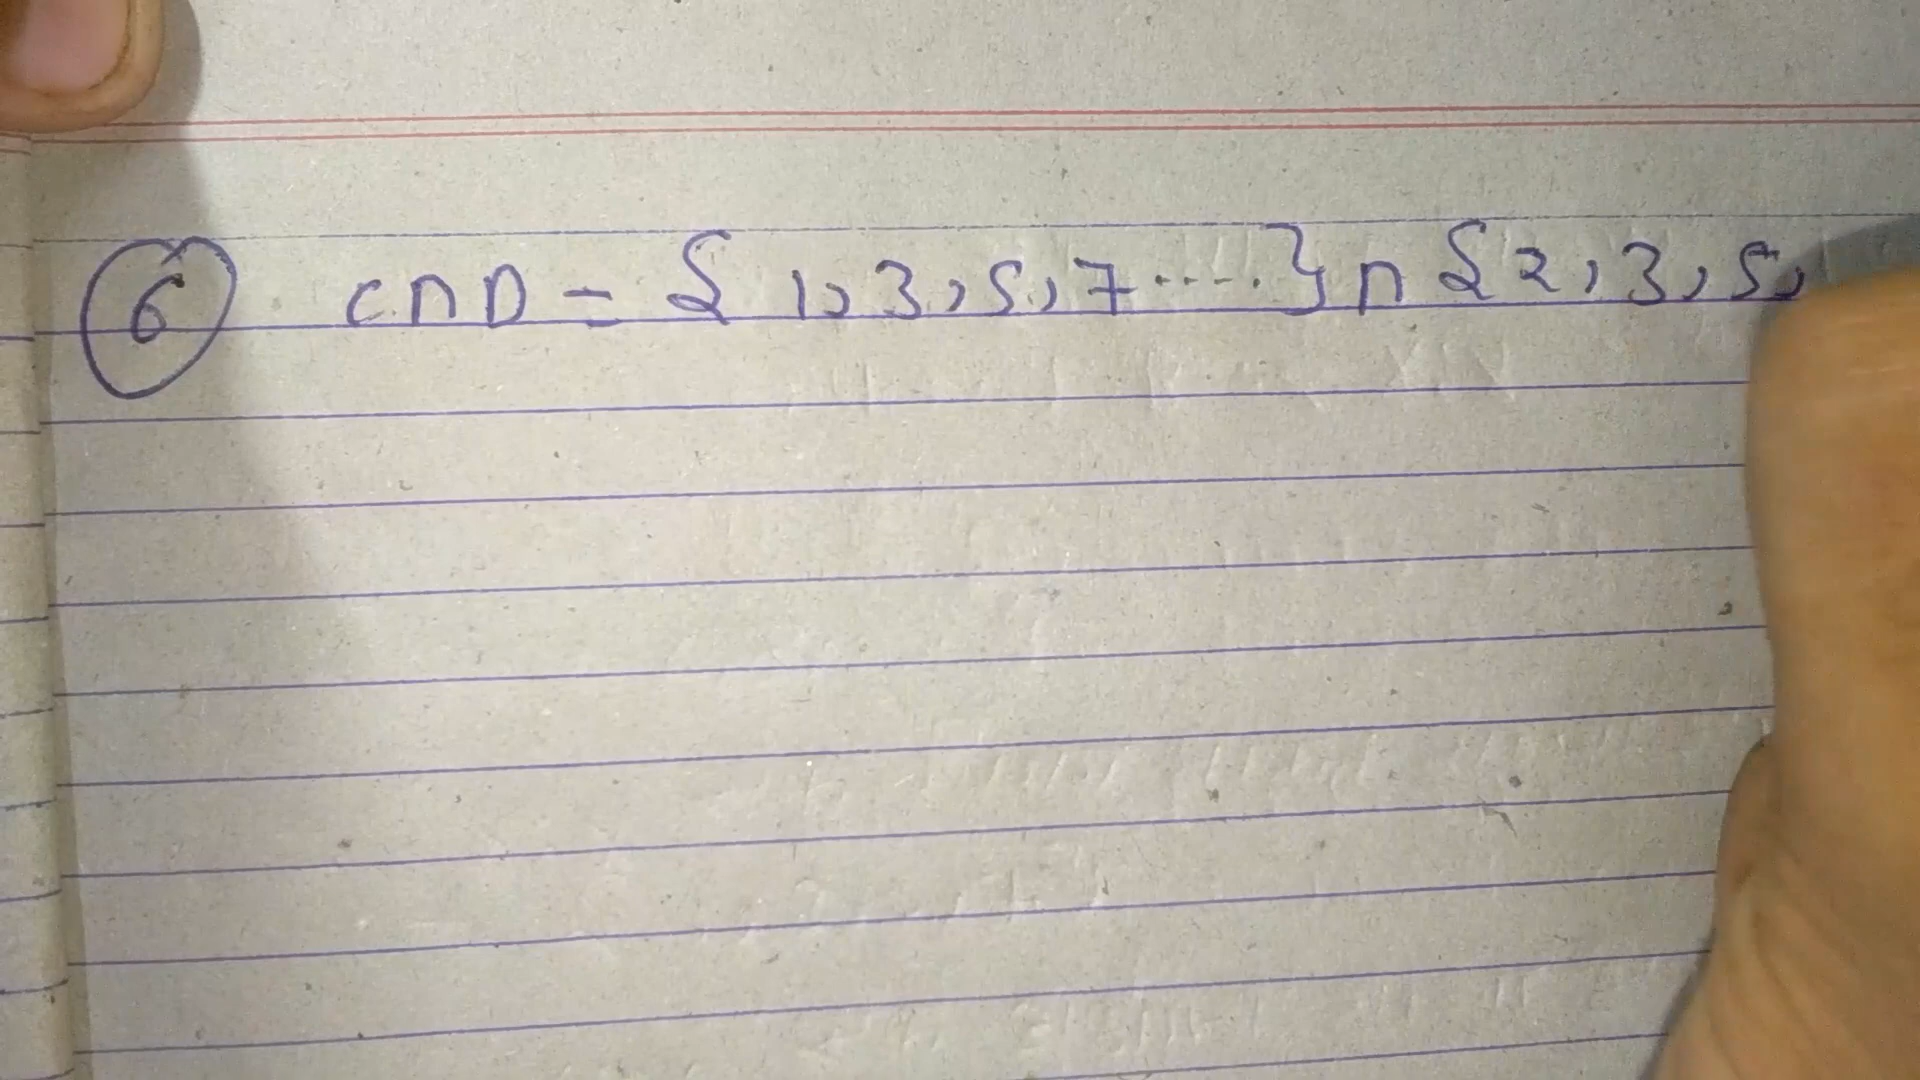 6 C∩D = { 1, 3, 5, 7 ..... } ∩ { 2, 3, 5,